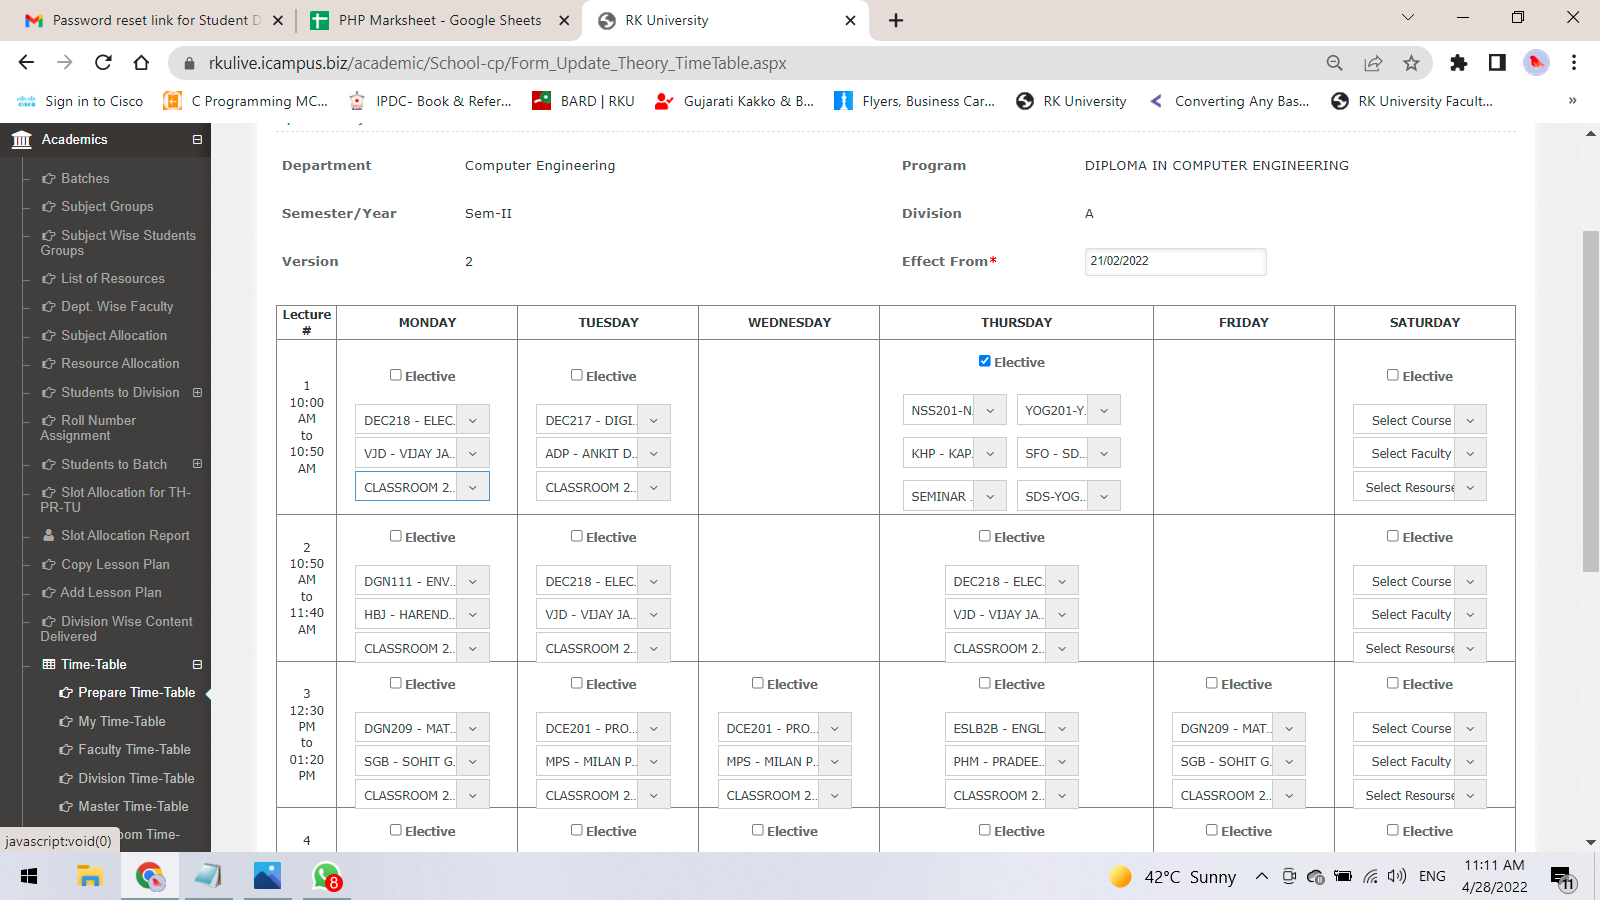 Password reset link for Student D
PHP Marksheet - Google Sheets
RK University
rkulive.icampus.biz/academic/School-cp/Form_Update_Theory_TimeTable.aspx
Sign in to Cisco
C Programming MC...
IPDC- Book & Refer...
BARD | RKU
Gujarati Kakko & B...
Flyers, Business Car...
RK University
Converting Any Bas...
RK University Facult...
»
Academics
Batches
Subject Groups
Subject Wise Students
Groups
List of Resources
Dept. Wise Faculty
Subject Allocation
Resource Allocation
Students to Division
Roll Number
Assignment
Students to Batch
Slot Allocation for TH-
PR-TU
Slot Allocation Report
Copy Lesson Plan
Add Lesson Plan
Division Wise Content
Delivered
Time-Table
Prepare Time-Table
My Time-Table
Faculty Time-Table
Division Time-Table
Master Time-Table
oom Time-
javascript:void(0)
Department Computer Engineering Program DIPLOMA IN COMPUTER ENGINEERING
Semester/Year Sem-II Division A
Version 2 Effect From* 21/02/2022
Lecture # MONDAY TUESDAY WEDNESDAY THURSDAY FRIDAY SATURDAY
1
10:00
AM
to
10:50
AM
Elective Elective Elective Elective
DEC218 - ELEC. DEC217 - DIGI.. NSS201-N. YOG201-Y. Select Course
VJD - VIJAY JA.. ADP - ANKIT D.. KHP - KAP. SFO - SD... Select Faculty
CLASSROOM 2.. CLASSROOM 2.. SEMINAR . SDS-YOG.. Select Resourse
2
10:50
AM
to
11:40
AM
Elective Elective Elective Elective
DGN111 - ENV.. DEC218 - ELEC. DEC218 - ELEC. Select Course
HBJ - HAREND.. VJD - VIJAY JA.. VJD - VIJAY JA.. Select Faculty
CLASSROOM 2.. CLASSROOM 2.. CLASSROOM 2.. Select Resourse
3
12:30
PM
to
01:20
PM
Elective Elective Elective Elective Elective Elective
DGN209 - MAT.. DCE201 - PRO... DCE201 - PRO... ESLB2B - ENGL. DGN209 - MAT.. Select Course
SGB - SOHIT G. MPS - MILAN P.. MPS - MILAN P.. PHM - PRADEE.. SGB - SOHIT G. Select Faculty
CLASSROOM 2.. CLASSROOM 2.. CLASSROOM 2.. CLASSROOM 2.. CLASSROOM 2.. Select Resourse
4
Elective Elective Elective Elective Elective Elective
8
42°C Sunny
ENG
11:11 AM
4/28/2022
11